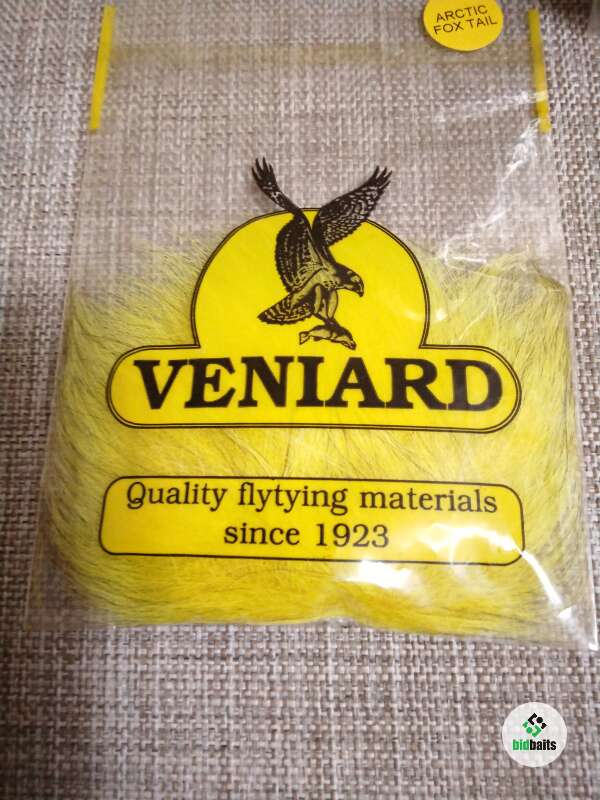 ARCTIC
FOX TAIL
VENIARD
Quality flytying materials
since 1923
bidbaits